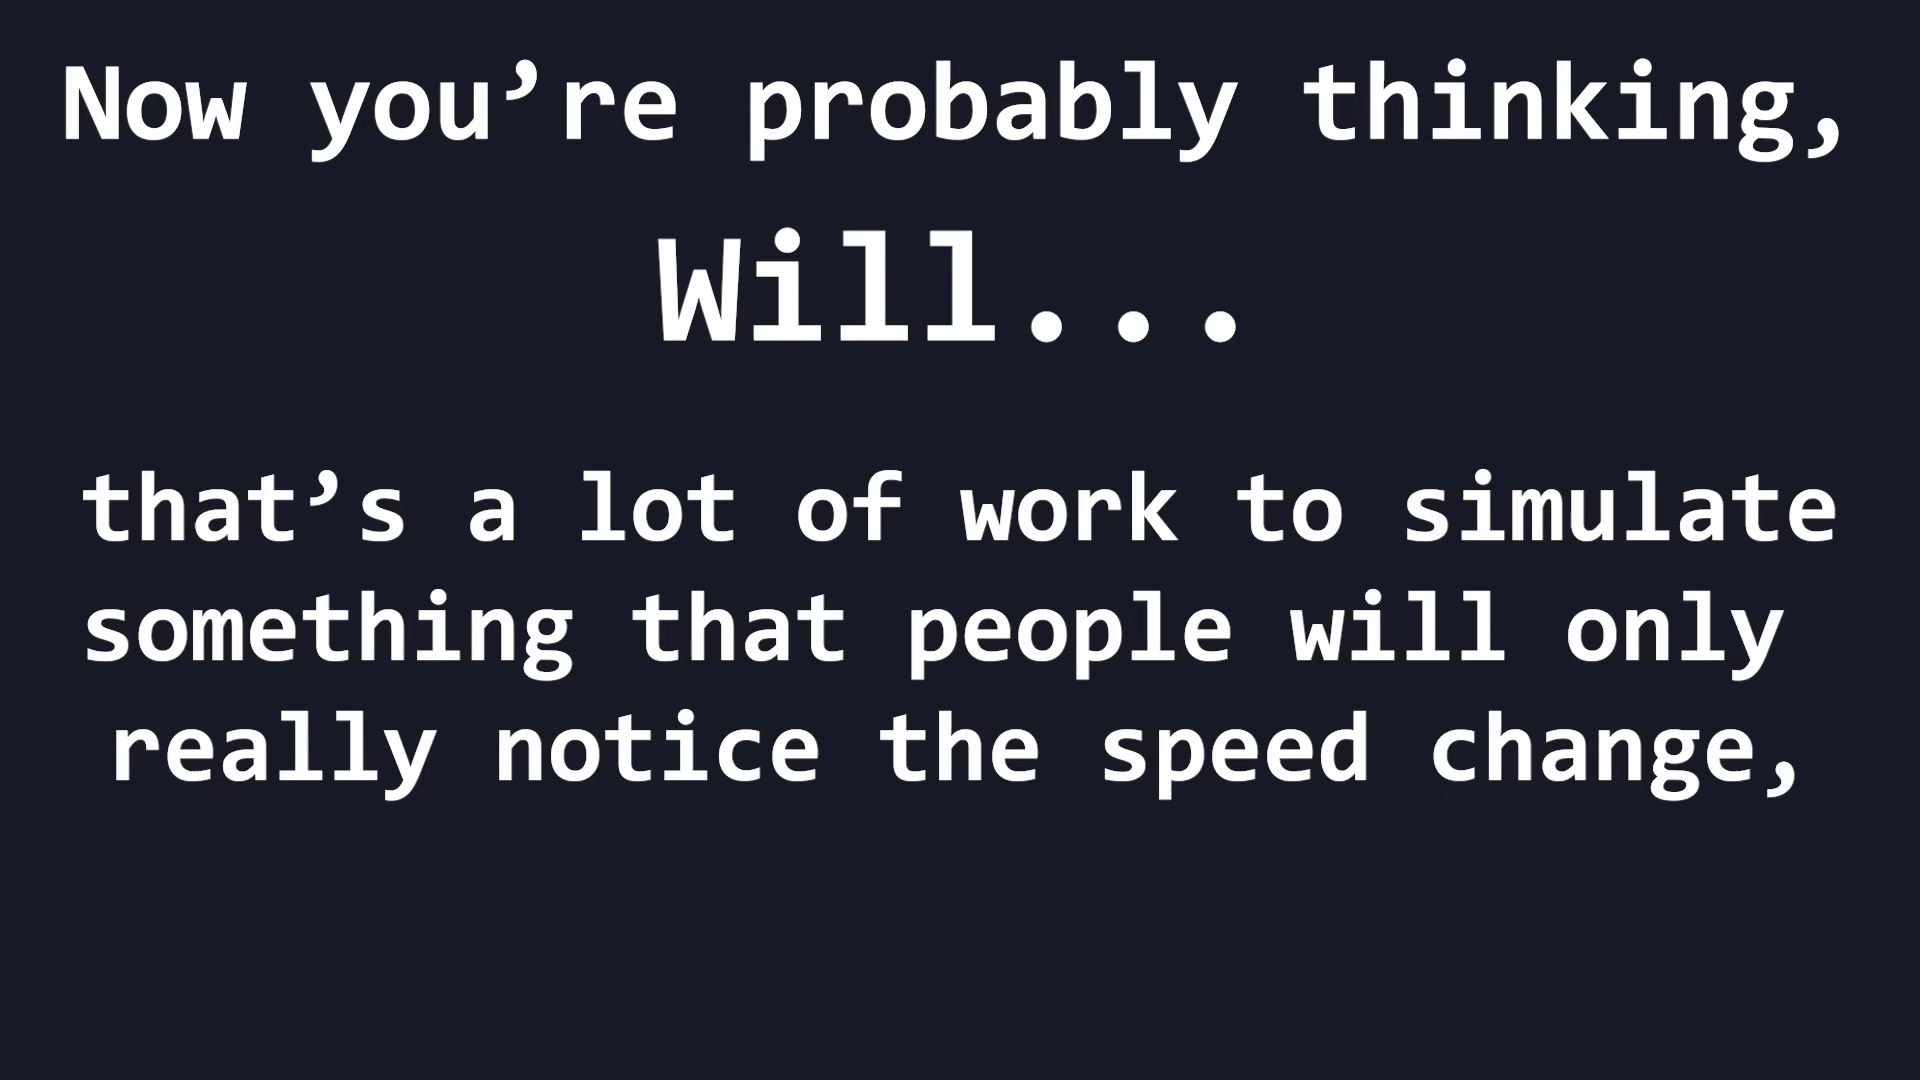 Now you’re probably thinking,
Will...
that’s a lot of work to simulate
something that people will only
really notice the speed change,